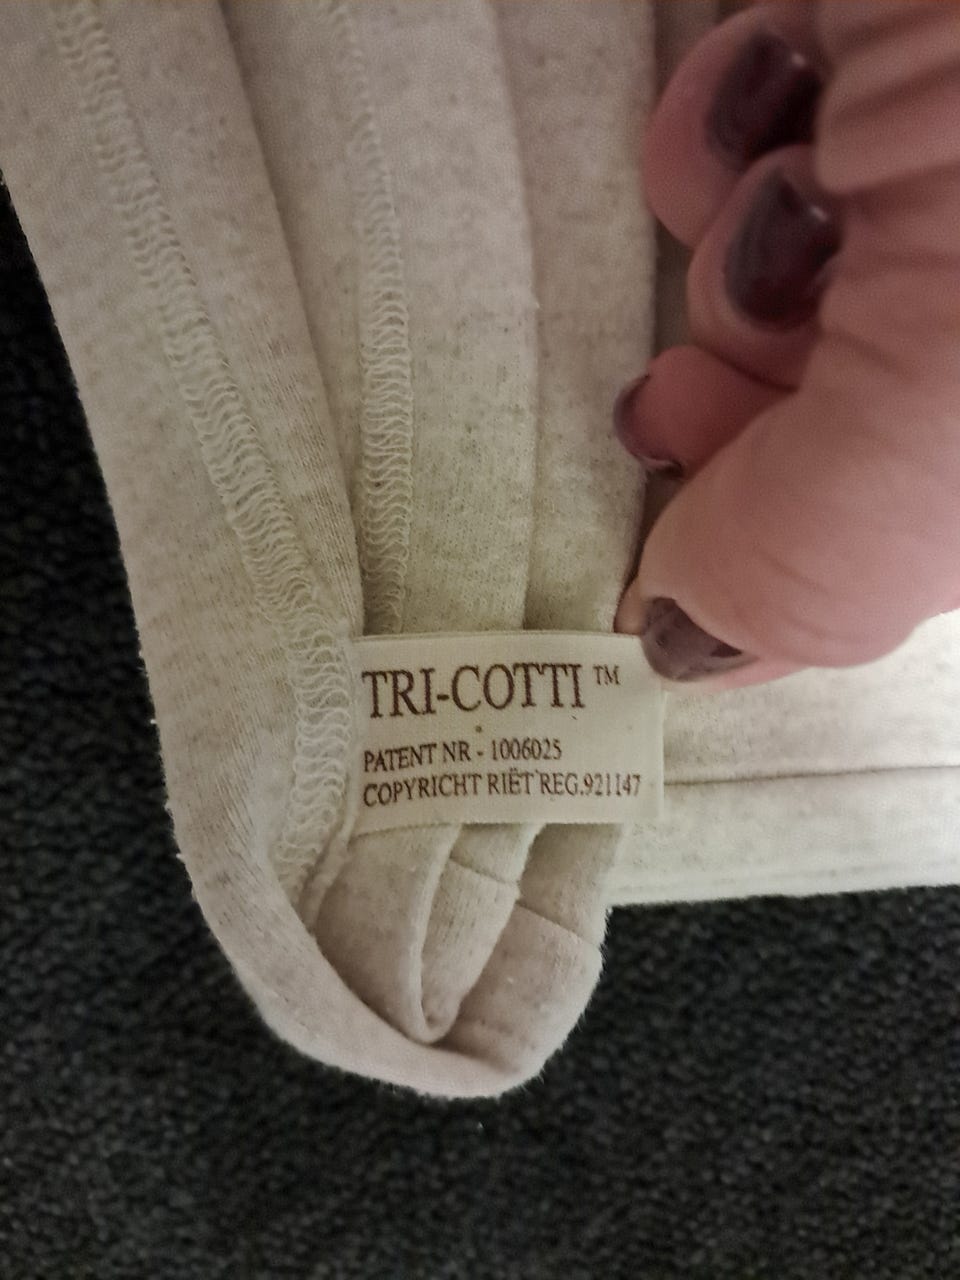 TRI-COTTI ™
PATENT NR - 1006025
COPYRICHT RIËT REG.921147